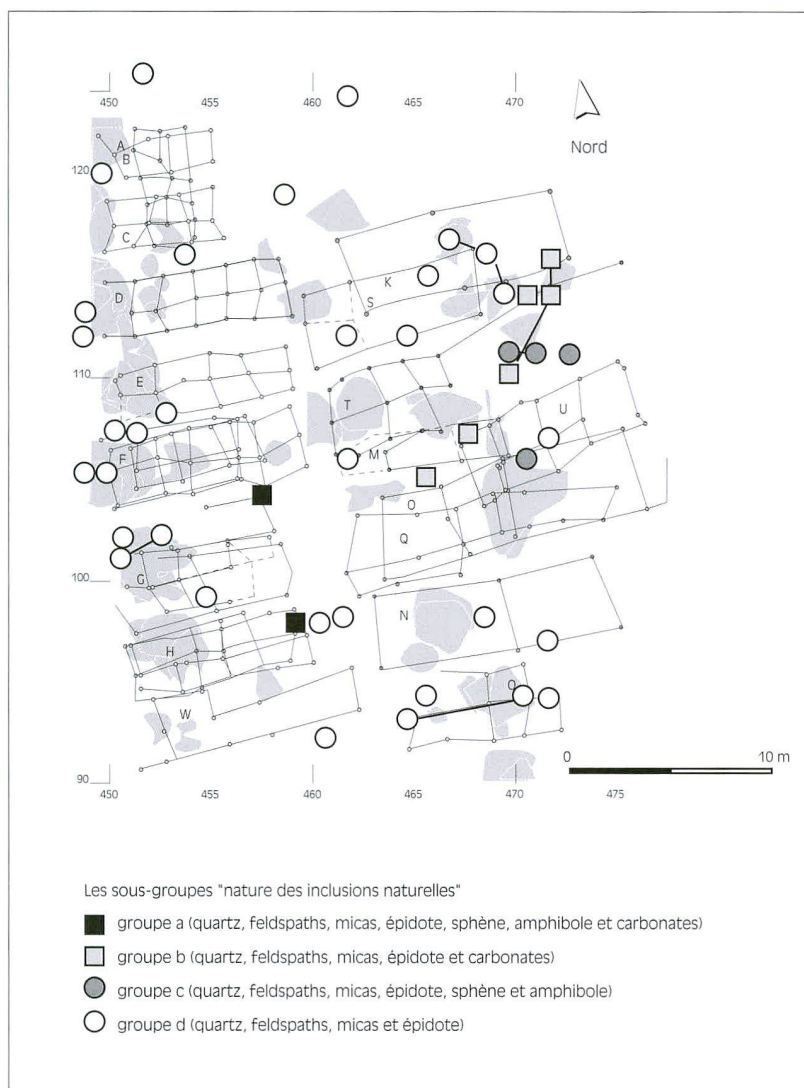 450 455 460 465 470
Nord
A
B
120
C
K
S
D
110
E
T
U
M
F
O
Q
100
G
N
H
O
W
0 10 m
90
450 455 460 465 470 475
Les sous-groupes "nature des inclusions naturelles"
groupe a (quartz, feldspaths, micas, épidote, sphène, amphibole et carbonates)
groupe b (quartz, feldspaths, micas, épidote et carbonates)
groupe c (quartz, feldspaths, micas, épidote, sphène et amphibole)
groupe d (quartz, feldspaths, micas et épidote)